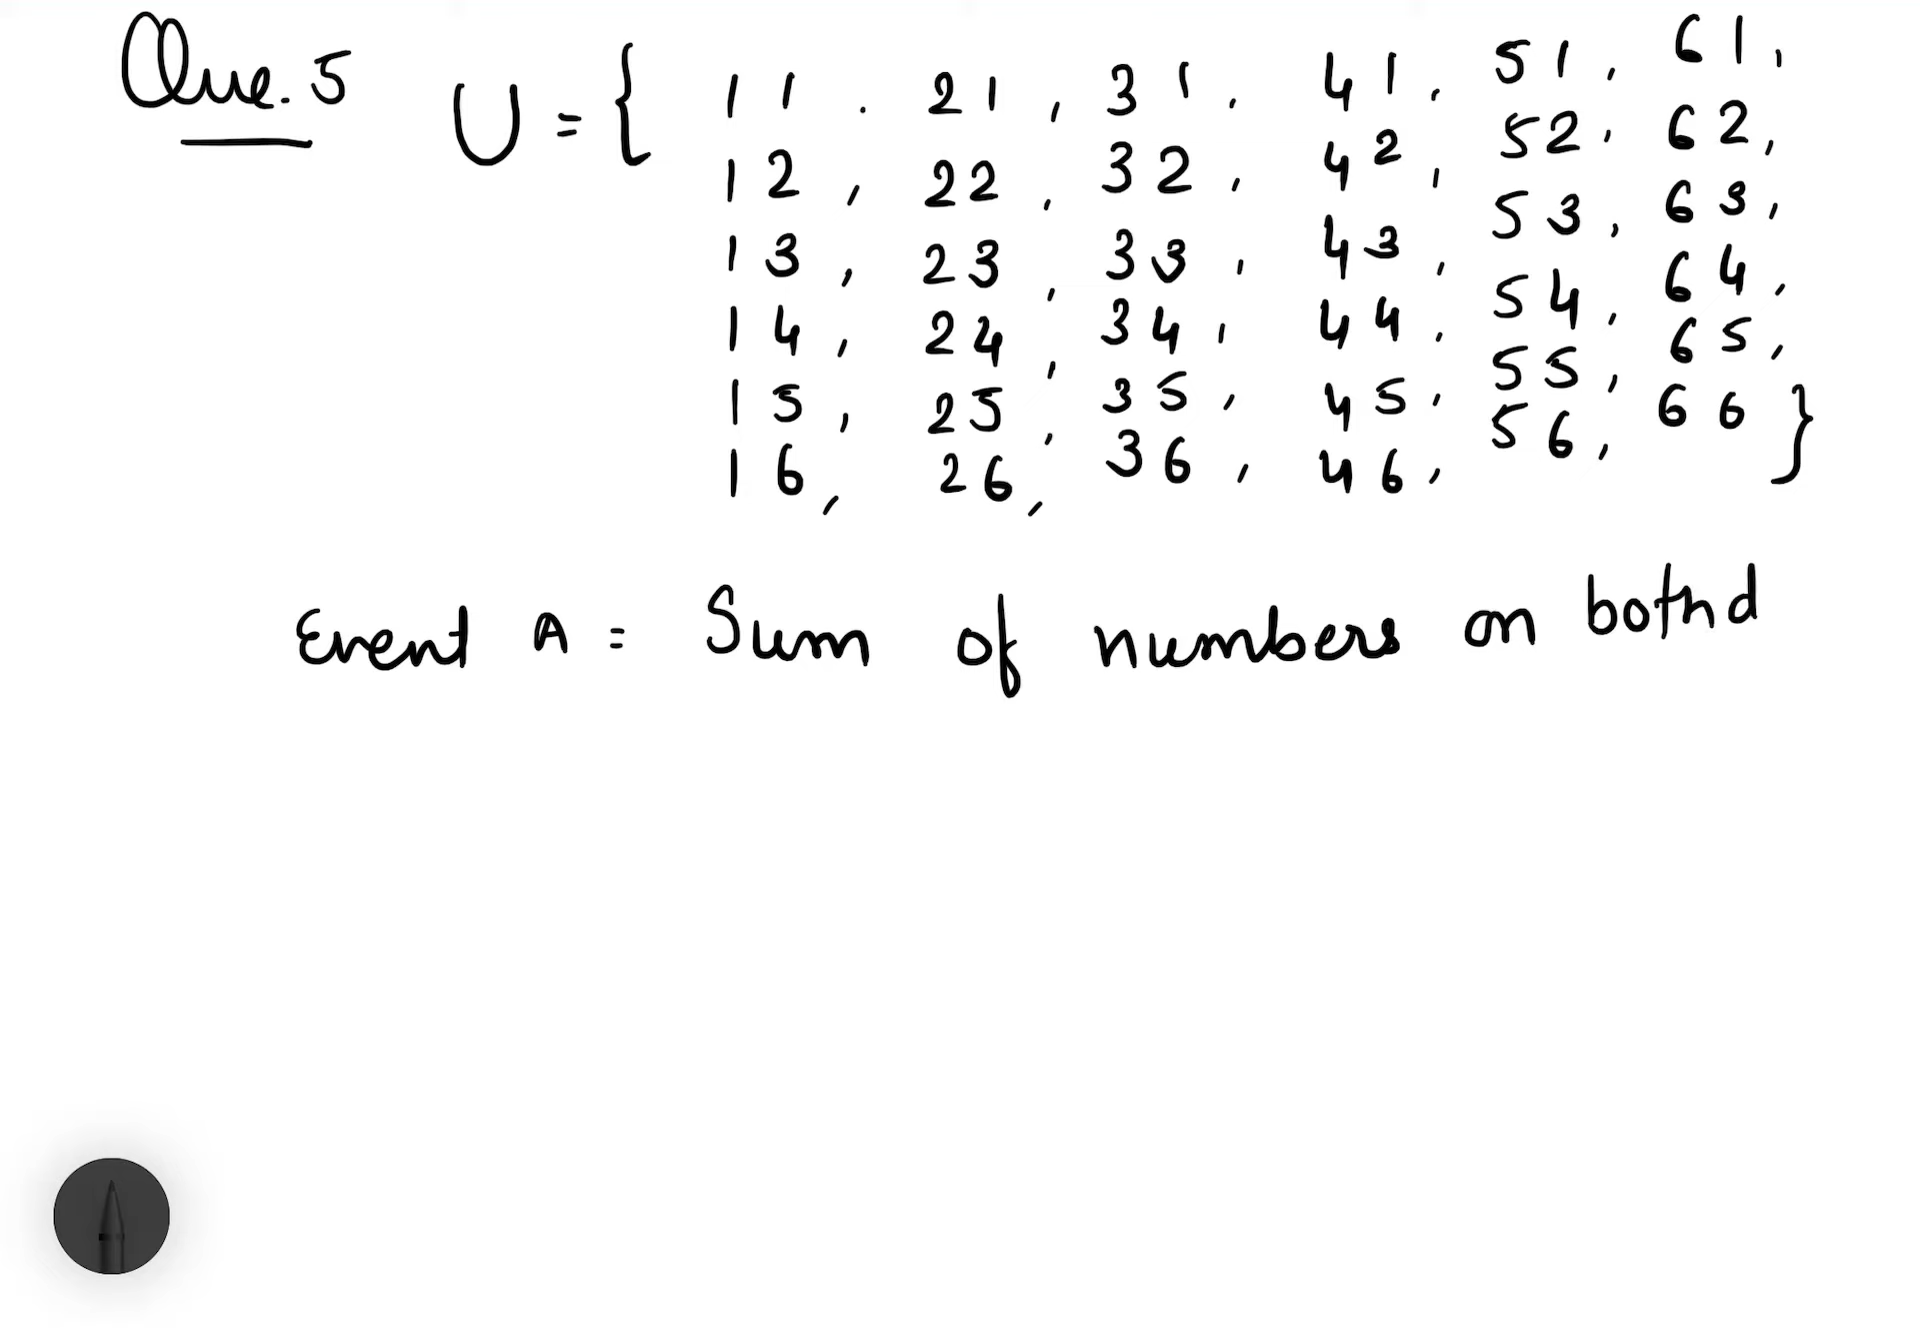 Que. 5 U = { 11 . 21 , 31 , 41 , 51 , 61 ,
12 , 22 , 32 , 42 , 52 , 62 ,
13 , 23 , 33 , 43 , 53 , 63 ,
14 , 24 , 34 , 44 , 54 , 64 ,
15 , 25 , 35 , 45 , 55 , 65 ,
16 , 26 , 36 , 46 , 56 , 66 }
Event A = Sum of numbers on both d